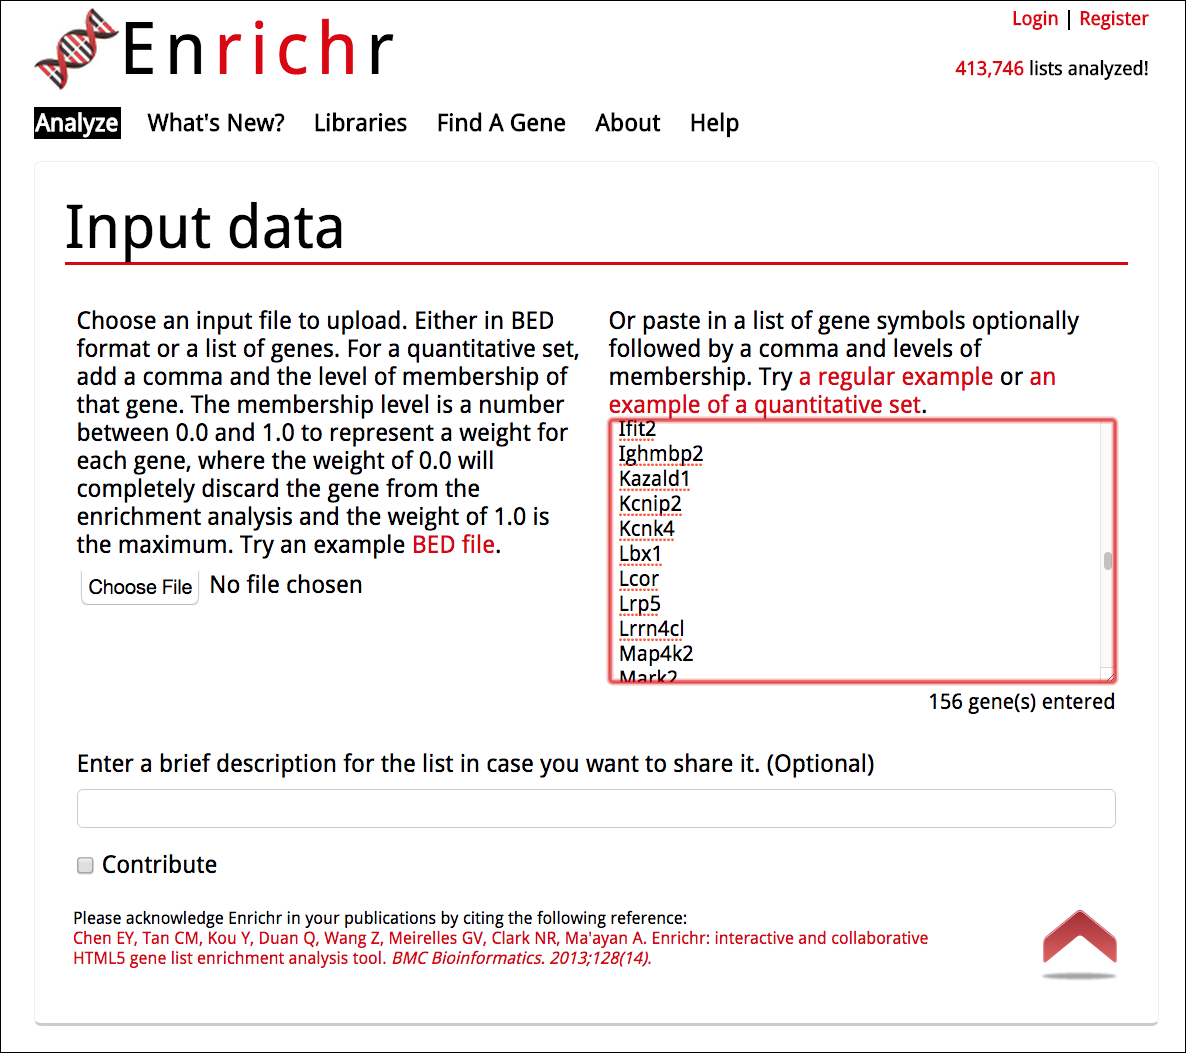 Enrichr
Login | Register
413,746 lists analyzed!
Analyze What's New? Libraries Find A Gene About Help
Input data
Choose an input file to upload. Either in BED
format or a list of genes. For a quantitative set,
add a comma and the level of membership of
that gene. The membership level is a number
between 0.0 and 1.0 to represent a weight for
each gene, where the weight of 0.0 will
completely discard the gene from the
enrichment analysis and the weight of 1.0 is
the maximum. Try an example BED file.
Choose File No file chosen
Or paste in a list of gene symbols optionally
followed by a comma and levels of
membership. Try a regular example or an
example of a quantitative set.
Ifit2
Ighmbp2
Kazald1
Kcnip2
Kcnk4
Lbx1
Lcor
Lrp5
Lrrn4cl
Map4k2
Mark2
156 gene(s) entered
Enter a brief description for the list in case you want to share it. (Optional)
Contribute
Please acknowledge Enrichr in your publications by citing the following reference:
Chen EY, Tan CM, Kou Y, Duan Q, Wang Z, Meirelles GV, Clark NR, Ma'ayan A. Enrichr: interactive and collaborative
HTML5 gene list enrichment analysis tool. BMC Bioinformatics. 2013;128(14).